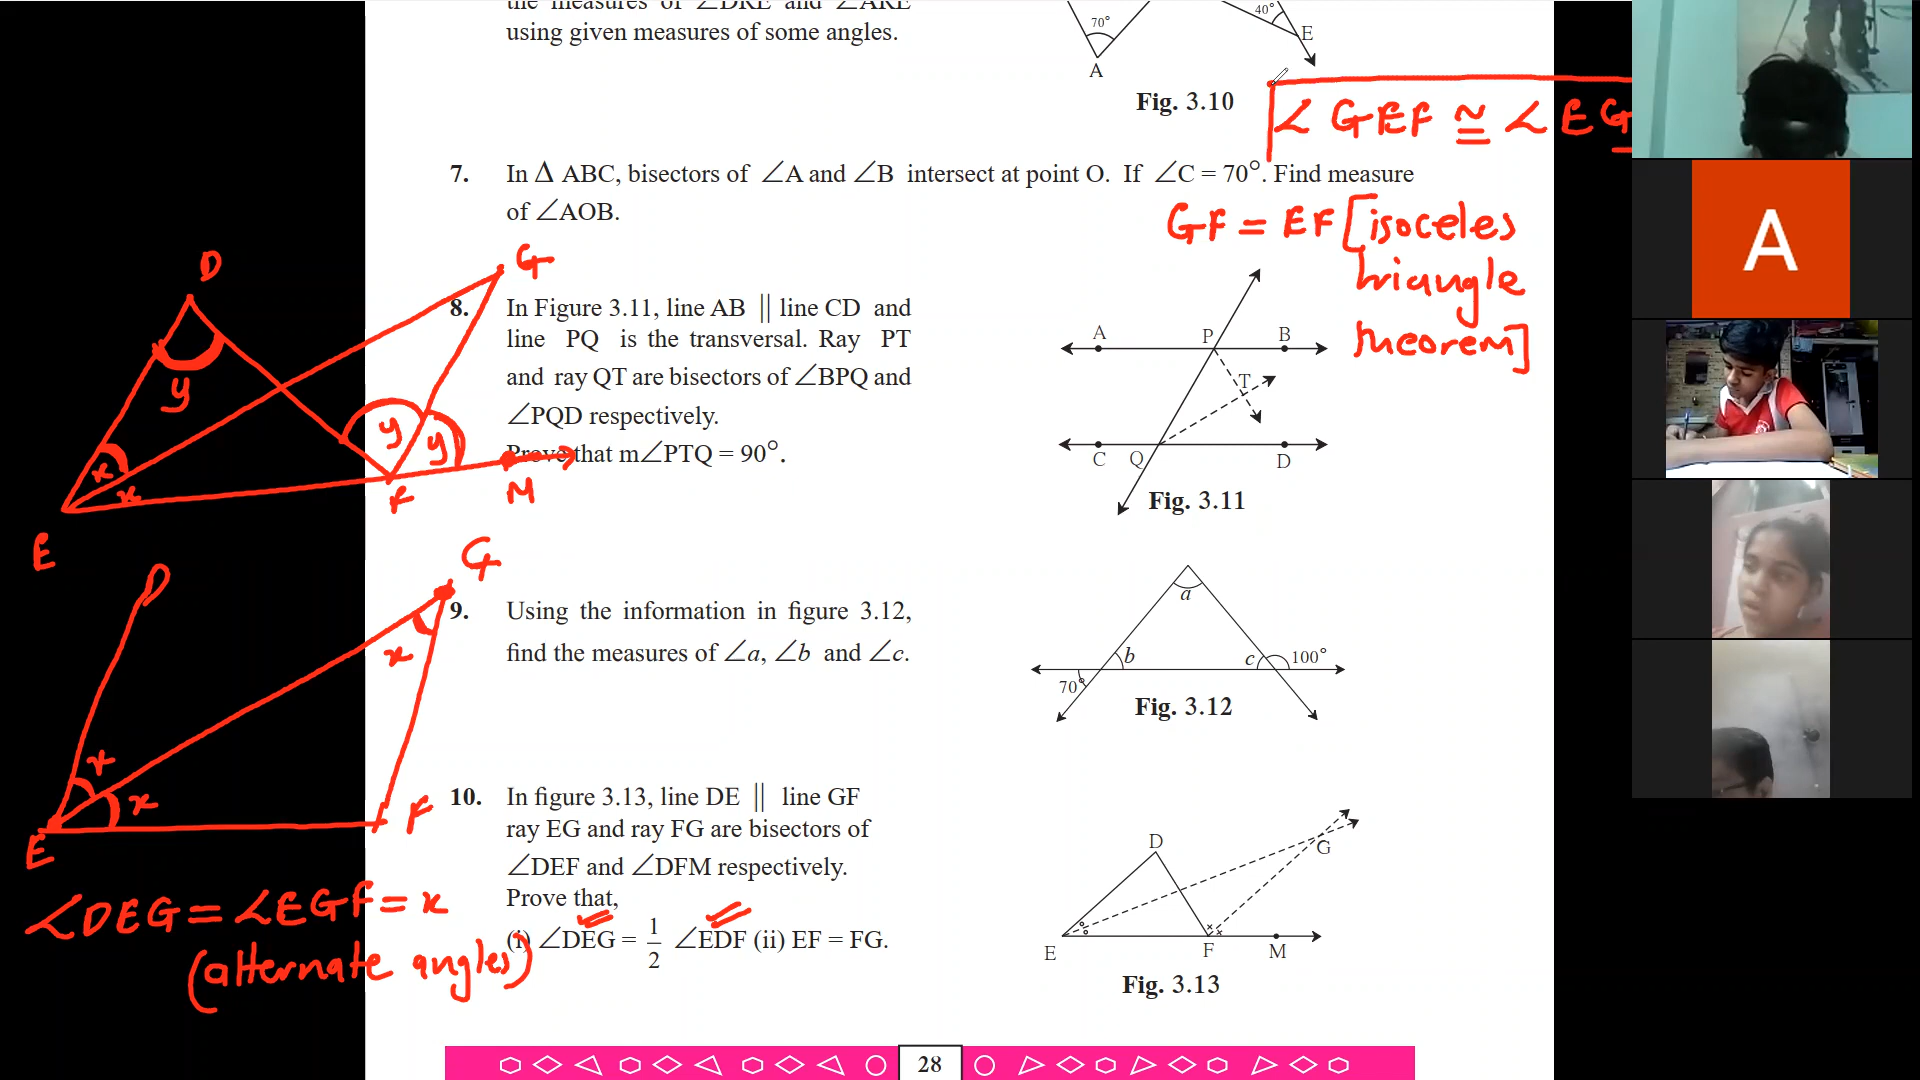 the measures of ∠DRE and ∠ARE
using given measures of some angles.
70°
40°
E
A
Fig. 3.10
∠ GEF ≅ ∠ EG
7. In Δ ABC, bisectors of ∠A and ∠B intersect at point O. If ∠C = 70°. Find measure
of ∠AOB.
GF = EF [isoceles
triangle
theorem]
D
G
y
y
y
x
x
E
F
M
8. In Figure 3.11, line AB || line CD and
line PQ is the transversal. Ray PT
and ray QT are bisectors of ∠BPQ and
∠PQD respectively.
Prove that m∠PTQ = 90°.
A
P
B
T
C
Q
D
Fig. 3.11
A
D
G
x
x
x
E
F
9. Using the information in figure 3.12,
find the measures of ∠a, ∠b and ∠c.
a
b
c
100°
70°
Fig. 3.12
∠DEG = ∠EGF = x
(alternate angles)
10. In figure 3.13, line DE || line GF
ray EG and ray FG are bisectors of
∠DEF and ∠DFM respectively.
Prove that,
(i) ∠DEG = 1/2 ∠EDF (ii) EF = FG.
D
G
E
F
M
Fig. 3.13
28